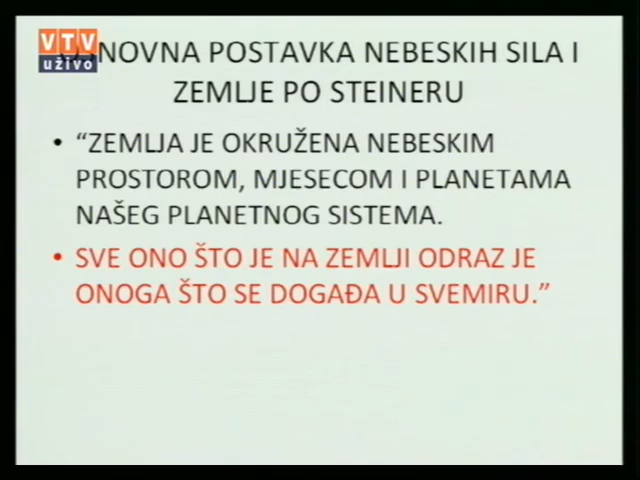 VTV
uživo
NOVNA POSTAVKA NEBESKIH SILA I
ZEMLJE PO STEINERU
• “ZEMLJA JE OKRUŽENA NEBESKIM
PROSTOROM, MJESECOM I PLANETAMA
NAŠEG PLANETNOG SISTEMA.
• SVE ONO ŠTO JE NA ZEMLJI ODRAZ JE
ONOGA ŠTO SE DOGAĐA U SVEMIRU.”